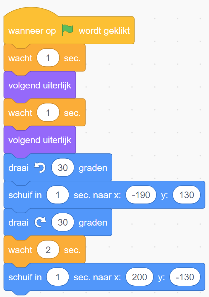 wanneer op wordt geklikt
wacht 1 sec.
volgend uiterlijk
wacht 1 sec.
volgend uiterlijk
draai 30 graden
schuif in 1 sec. naar x: -190 y: 130
draai 30 graden
wacht 2 sec.
schuif in 1 sec. naar x: 200 y: -130